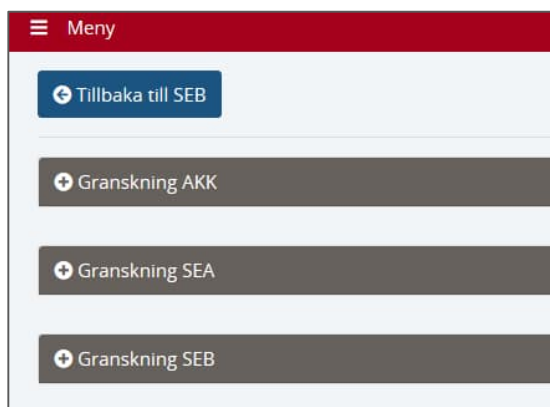 Meny
Tillbaka till SEB
Granskning AKK
Granskning SEA
Granskning SEB